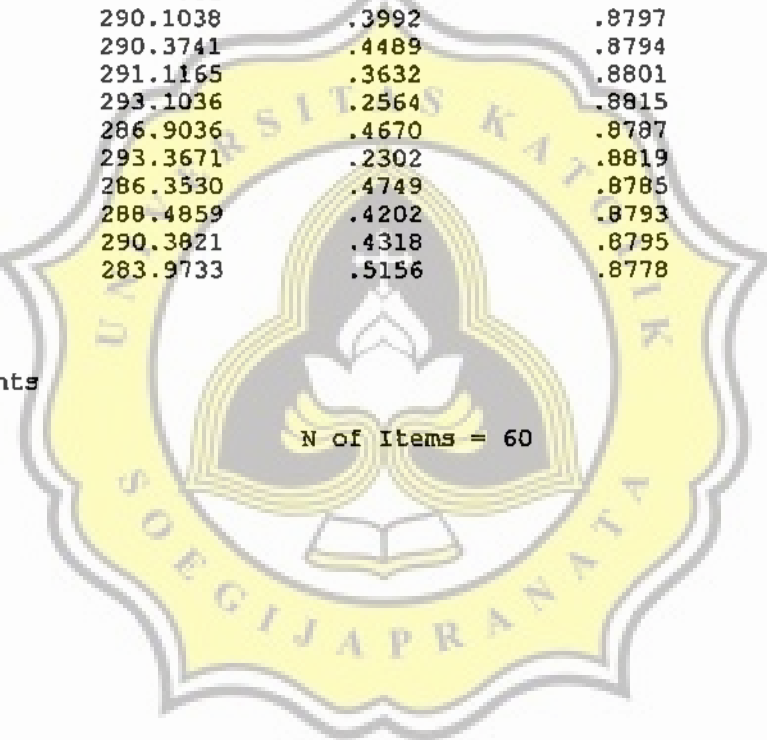 290.1038 .3992 .8797
290.3741 .4489 .8794
291.1165 .3632 .8801
293.1036 .2564 .8815
286.9036 .4670 .8787
293.3671 .2302 .8819
286.3530 .4749 .8785
288.4859 .4202 .8793
290.3821 .4318 .8795
283.9733 .5156 .8778
nts
N of Items = 60
UNIVERSITAS KATOLIK
SOEGIJAPRANATA